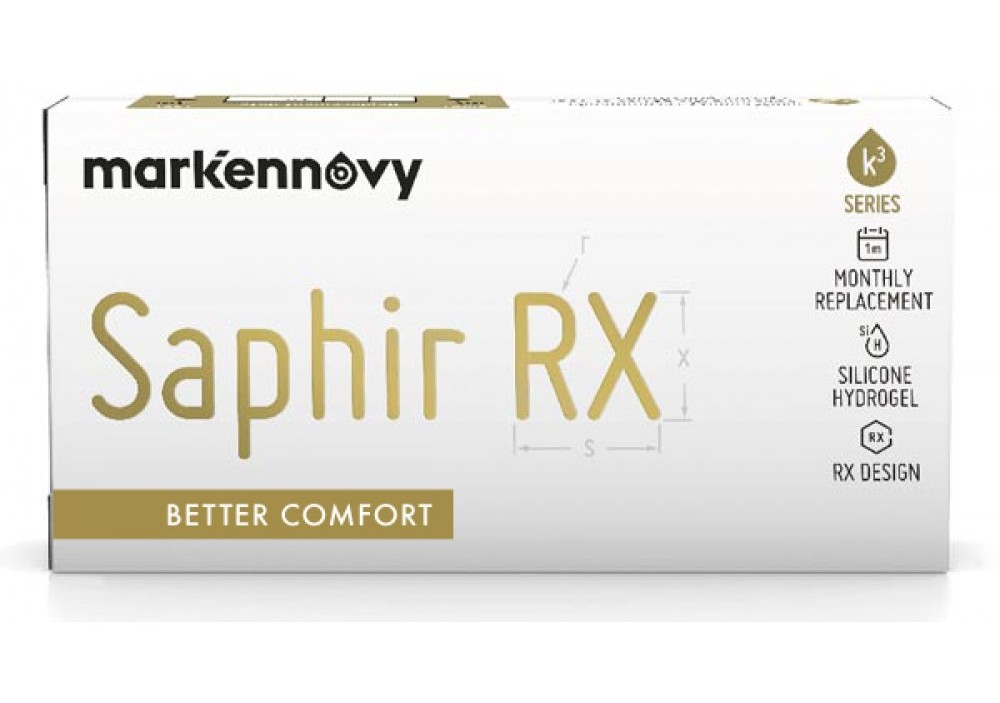 markennovy
k³
SERIES
1m
MONTHLY
REPLACEMENT
Si
H
SILICONE
HYDROGEL
RX
RX DESIGN
r
Saphir RX
x
s
BETTER COMFORT